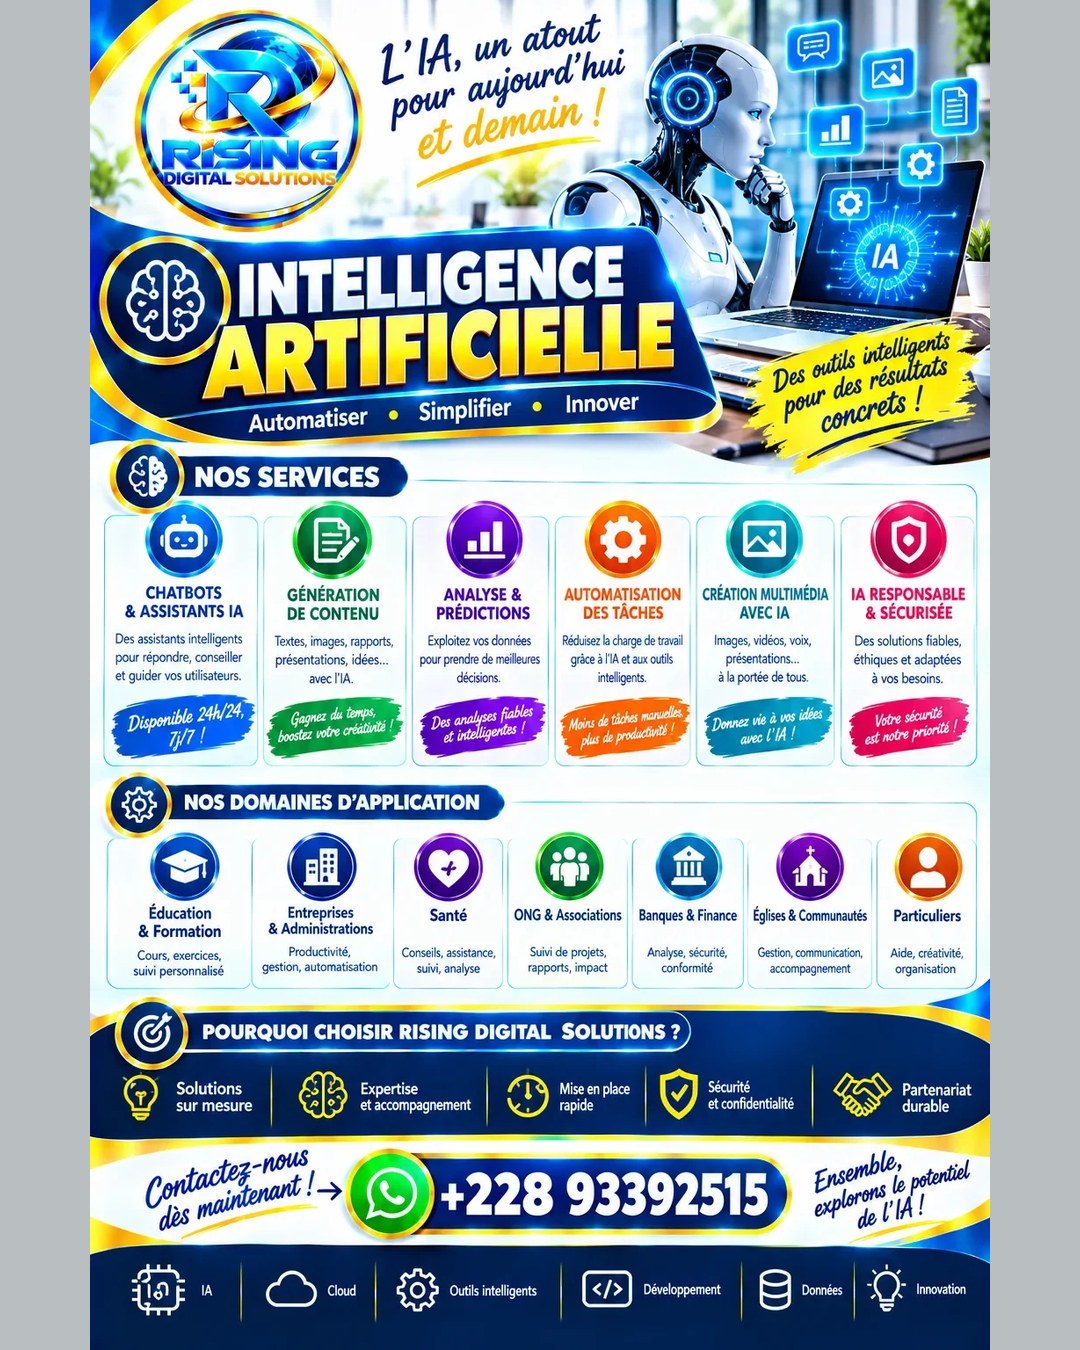 RISING
DIGITAL SOLUTIONS
L'IA, un atout
pour aujourd'hui
et demain !
IA
INTELLIGENCE
ARTIFICIELLE
Automatiser • Simplifier • Innover
Des outils intelligents
pour des résultats
concrets !
NOS SERVICES
CHATBOTS
& ASSISTANTS IA
Des assistants intelligents
pour répondre, conseiller
et guider vos utilisateurs.
Disponible 24h/24,
7j/7 !
GÉNÉRATION
DE CONTENU
Textes, images, rapports,
présentations, idées...
avec l'IA.
Gagnez du temps,
boostez votre créativité !
ANALYSE &
PRÉDICTIONS
Exploitez vos données
pour prendre de meilleures
décisions.
Des analyses fiables
et intelligentes !
AUTOMATISATION
DES TÂCHES
Réduisez la charge de travail
grâce à l'IA et aux outils
intelligents.
Moins de tâches manuelles,
plus de productivité !
CRÉATION MULTIMÉDIA
AVEC IA
Images, vidéos, voix,
présentations...
à la portée de tous.
Donnez vie à vos idées
avec l'IA !
IA RESPONSABLE
& SÉCURISÉE
Des solutions fiables,
éthiques et adaptées
à vos besoins.
Votre sécurité
est notre priorité !
NOS DOMAINES D'APPLICATION
Éducation
& Formation
Cours, exercices,
suivi personnalisé
Entreprises
& Administrations
Productivité,
gestion, automatisation
Santé
Conseils, assistance,
suivi, analyse
ONG & Associations
Suivi de projets,
rapports, impact
Banques & Finance
Analyse, sécurité,
conformité
Églises & Communautés
Gestion, communication,
accompagnement
Particuliers
Aide, créativité,
organisation
POURQUOI CHOISIR RISING DIGITAL SOLUTIONS ?
Solutions
sur mesure
Expertise
et accompagnement
Mise en place
rapide
Sécurité
et confidentialité
Partenariat
durable
Contactez-nous
dès maintenant !
+228 93392515
Ensemble,
explorons le potentiel
de l'IA !
IA
Cloud
Outils intelligents
Développement
Données
Innovation